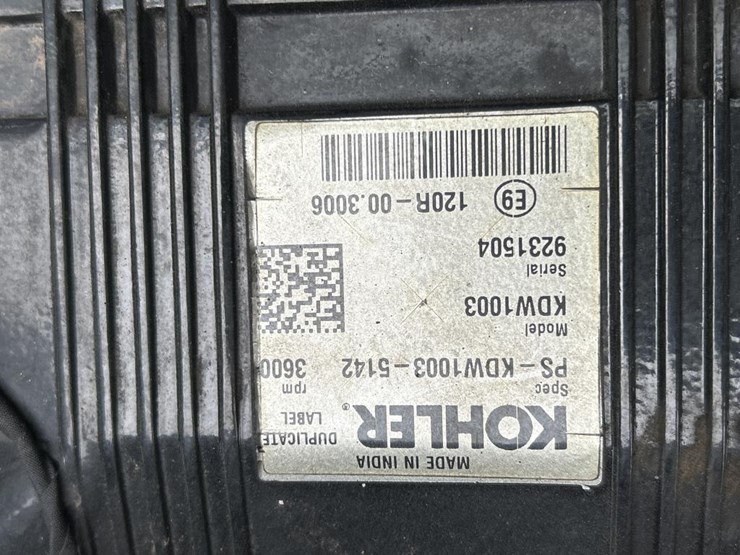 MADE IN INDIA
KOHLER® DUPLICATE LABEL
Spec rpm
PS-KDW1003-5142 3600
Model
KDW1003
Serial
9231504
E9 120R-00.3006